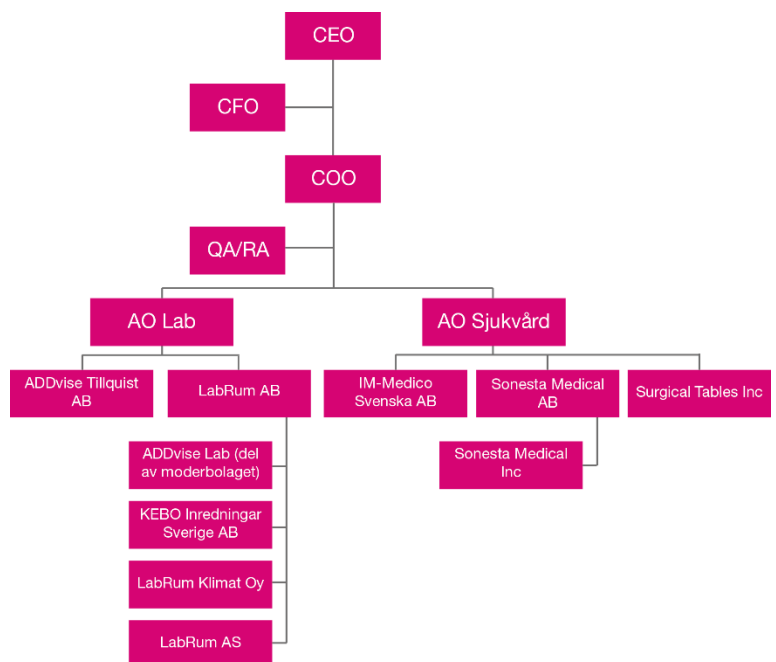 CEO
CFO
COO
QA/RA
AO Lab
AO Sjukvård
ADDvise Tillquist
AB
LabRum AB
IM-Medico
Svenska AB
Sonesta Medical
AB
Surgical Tables Inc
ADDvise Lab (del
av moderbolaget)
Sonesta Medical
Inc
KEBO Inredningar
Sverige AB
LabRum Klimat Oy
LabRum AS